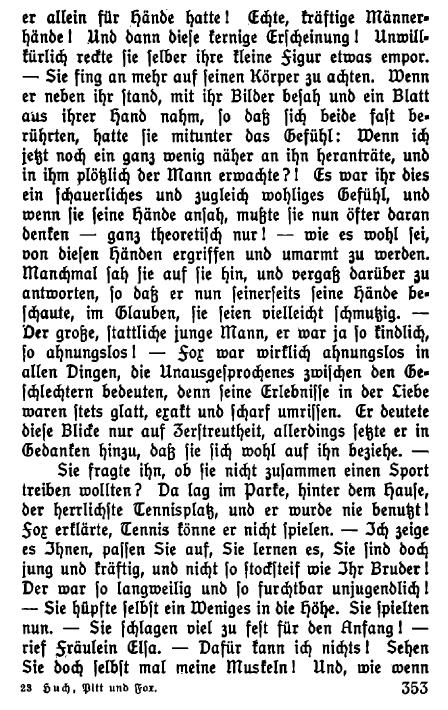 er allein für Hände hatte! Echte, kräftige Männer-
hände! Und dann diese kernige Erscheinung! Unwill-
kürlich reckte sie selber ihre kleine Figur etwas empor.
— Sie fing an mehr auf seinen Körper zu achten. Wenn
er neben ihr stand, mit ihr Bilder besah und ein Blatt
aus ihrer Hand nahm, so daß sich beide fast be-
rührten, hatte sie mitunter das Gefühl: Wenn ich
jetzt noch ein ganz wenig näher an ihn heranträte, und
in ihm plötzlich der Mann erwachte?! Es war ihr dies
ein schauerliches und zugleich wohliges Gefühl, und
wenn sie seine Hände ansah, mußte sie nun öfter daran
denken — ganz theoretisch nur! — wie es wohl sei,
von diesen Händen ergriffen und umarmt zu werden.
Manchmal sah sie auf sie hin, und vergaß darüber zu
antworten, so daß er nun seinerseits seine Hände be-
schaute, im Glauben, sie seien vielleicht schmutzig. —
Der große, stattliche junge Mann, er war ja so kindlich,
so ahnungslos! — Fox war wirklich ahnungslos in
allen Dingen, die Unausgesprochenes zwischen den Ge-
schlechtern bedeuten, denn seine Erlebnisse in der Liebe
waren stets glatt, exakt und scharf umrissen. Er deutete
diese Blicke nur auf Zerstreutheit, allerdings setzte er in
Gedanken hinzu, daß sie sich wohl auf ihn beziehe. —
Sie fragte ihn, ob sie nicht zusammen einen Sport
treiben wollten? Da lag im Parke, hinter dem Hause,
der herrlichste Tennisplatz, und er wurde nie benutzt!
Fox erklärte, Tennis könne er nicht spielen. — Ich zeige
es Ihnen, passen Sie auf, Sie lernen es, Sie sind doch
jung und kräftig, und nicht so stocksteif wie Ihr Bruder!
Der war so langweilig und so furchtbar unjugendlich!
— Sie hüpfte selbst ein Weniges in die Höhe. Sie spielten
nun. — Sie schlagen viel zu fest für den Anfang! —
rief Fräulein Elsa. — Dafür kann ich nichts! Sehen
Sie doch selbst mal meine Muskeln! Und, wie wenn
23 Huch, Pitt und Fox. 353